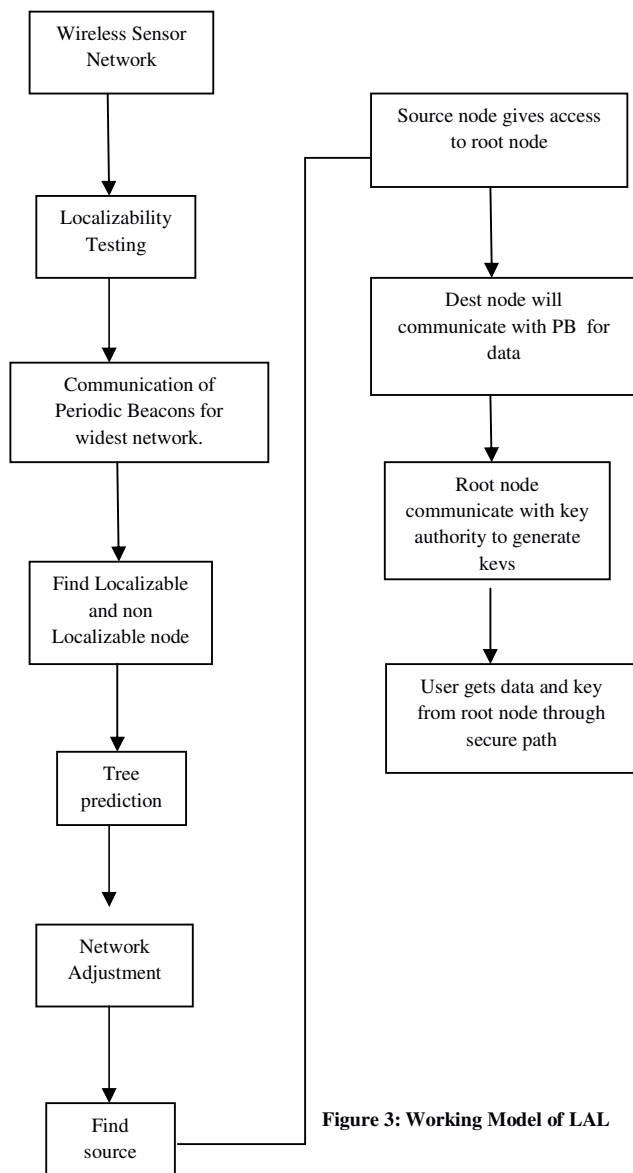 Wireless Sensor
Network
Localizability
Testing
Communication of
Periodic Beacons for
widest network.
Find Localizable
and non
Localizable node
Tree
prediction
Network
Adjustment
Find
source
Source node gives access
to root node
Dest node will
communicate with PB for
data
Root node
communicate with key
authority to generate
keys
User gets data and key
from root node through
secure path
Figure 3: Working Model of LAL